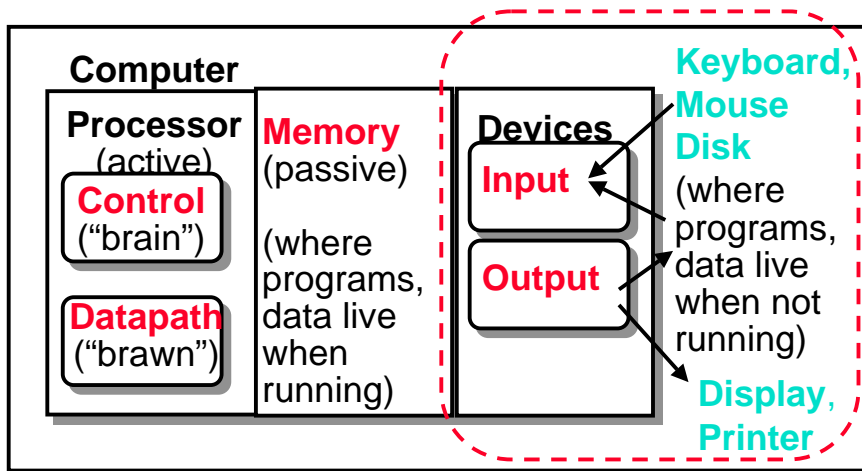 Computer
Processor
(active)
Control
(“brain”)
Datapath
(“brawn”)
Memory
(passive)
(where
programs,
data live
when
running)
Devices
Input
Output
Keyboard,
Mouse
Disk
(where
programs,
data live
when not
running)
Display,
Printer